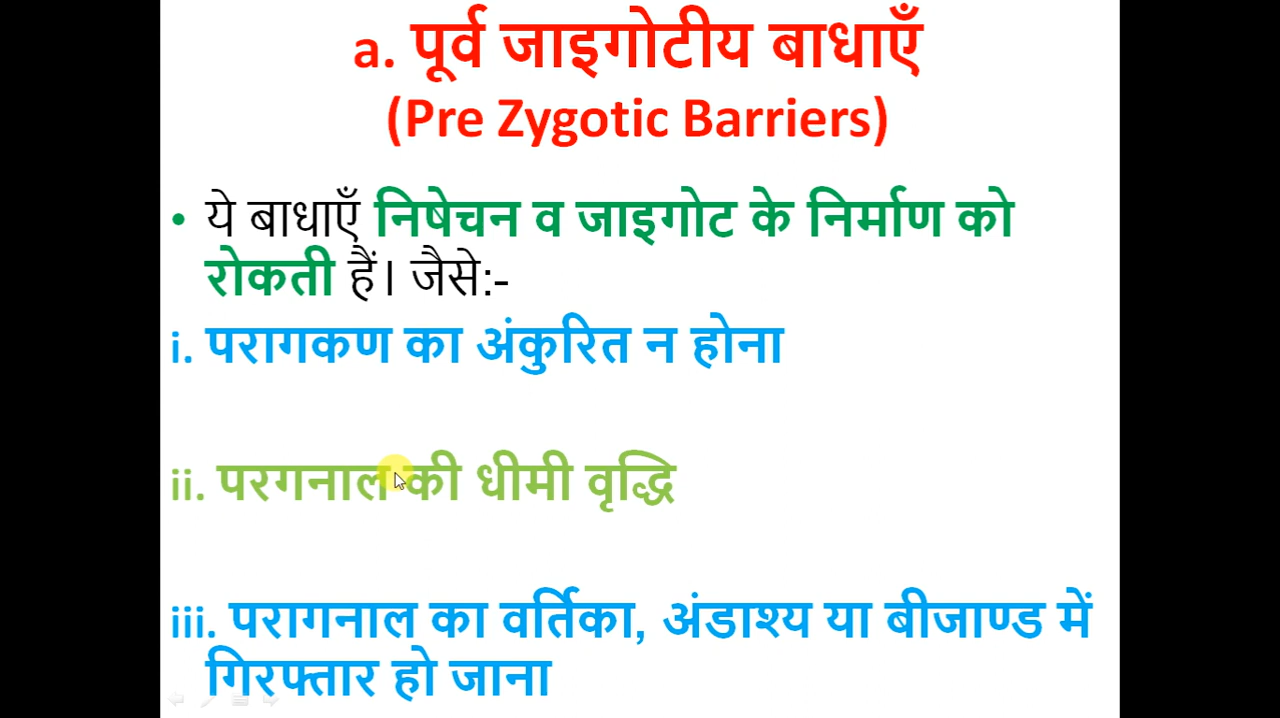 a. पूर्व जाइगोटीय बाधाएँ
(Pre Zygotic Barriers)
• ये बाधाएँ निषेचन व जाइगोट के निर्माण को
रोकती हैं। जैसे:-
i. परागकण का अंकुरित न होना
ii. परगनाल की धीमी वृद्धि
iii. परागनाल का वर्तिका, अंडाश्य या बीजाण्ड में
गिरफ्तार हो जाना